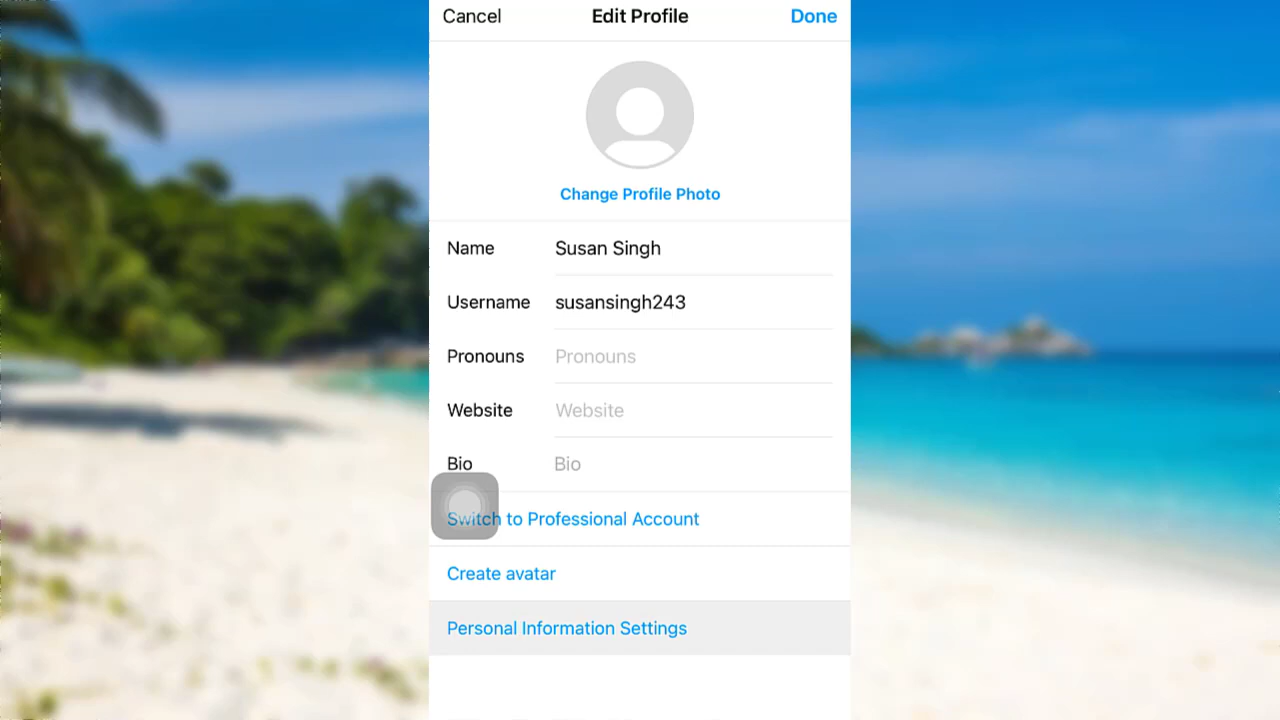 Cancel Edit Profile Done
Change Profile Photo
Name Susan Singh
Username susansingh243
Pronouns Pronouns
Website Website
Bio Bio
Switch to Professional Account
Create avatar
Personal Information Settings